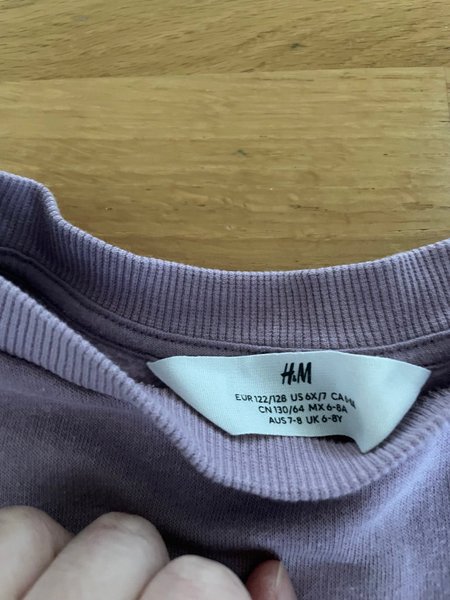 H&M
EUR 122/128 US 6X/7 CA
CN 130/64 MX 6-8A
AUS 7-8 UK 6-8Y